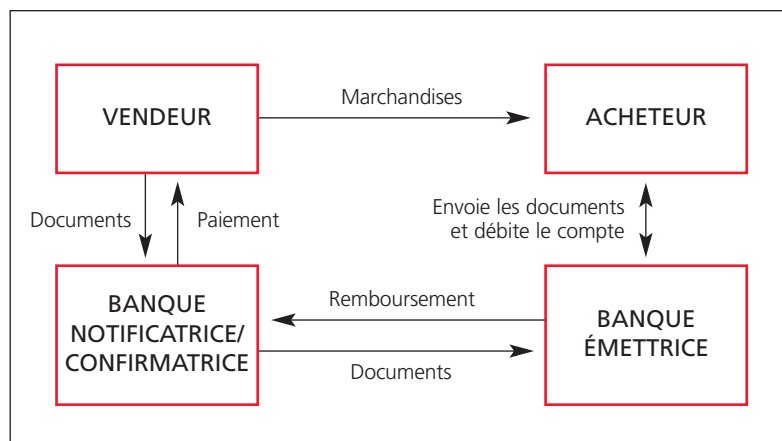 VENDEUR
Marchandises
ACHETEUR
Documents
Paiement
Envoie les documents
et débite le compte
BANQUE
NOTIFICATRICE/
CONFIRMATRICE
Remboursement
Documents
BANQUE
ÉMETTRICE